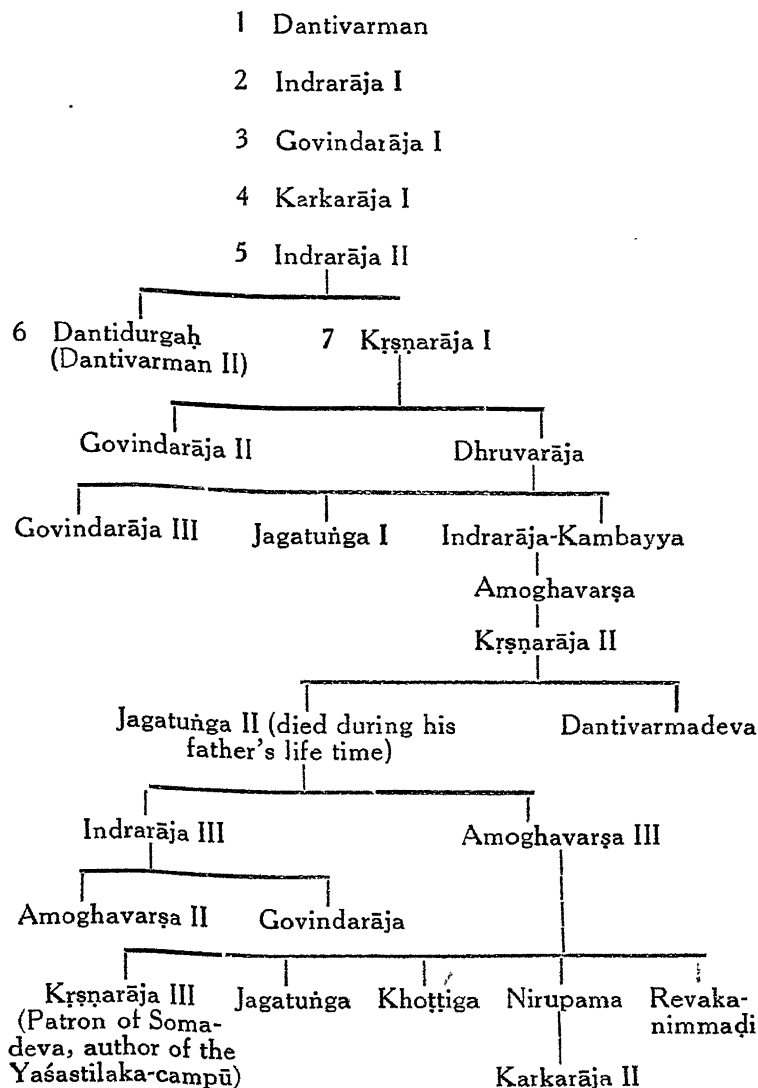 1 Dantivarman
2 Indrarāja I
3 Govindarāja I
4 Karkarāja I
5 Indrarāja II
6 Dantidurgaḥ 7 Kṛṣṇarāja I
(Dantivarman II)
Govindarāja II Dhruvarāja
Govindarāja III Jagatuṅga I Indrarāja-Kambayya
Amoghavarṣa
Kṛṣṇarāja II
Jagatuṅga II (died during his Dantivarmadeva
father's life time)
Indrarāja III Amoghavarṣa III
Amoghavarṣa II Govindarāja
Kṛṣṇarāja III Jagatuṅga Khoṭṭiga Nirupama Revaka-
(Patron of Soma- nimmaḍi
deva, author of the
Yaśastilaka-campū) Karkarāja II